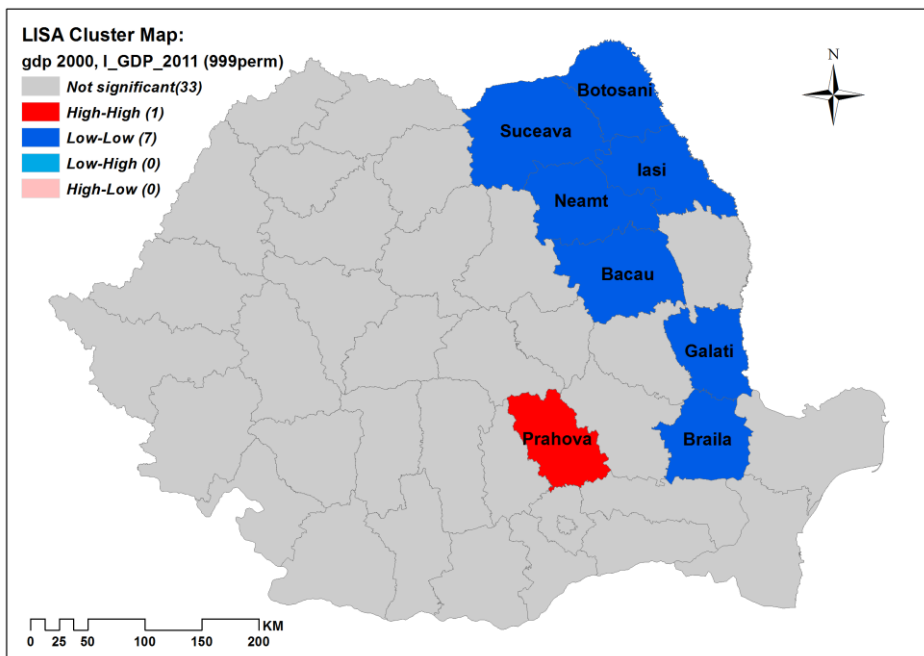 LISA Cluster Map:
gdp 2000, l_GDP_2011 (999perm)
Not significant(33)
High-High (1)
Low-Low (7)
Low-High (0)
High-Low (0)
N
Botosani
Suceava
Iasi
Neamt
Bacau
Galati
Prahova
Braila
KM
0 25 50 100 150 200